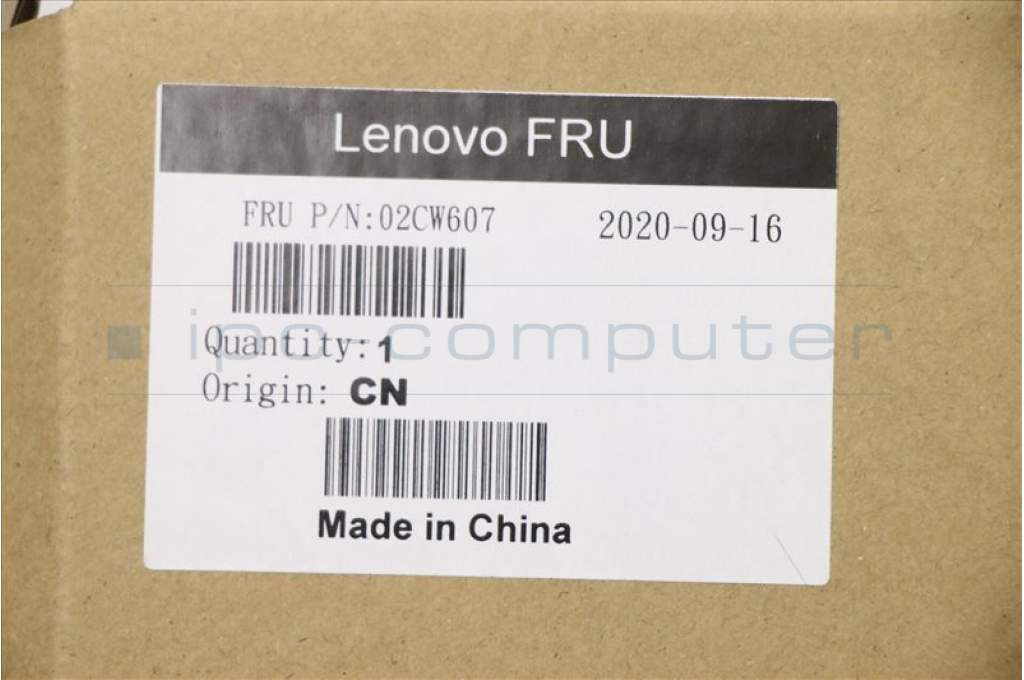 Lenovo FRU
FRU P/N:02CW607
2020-09-16
ipc computer
Quantity: 1
Origin: CN
Made in China